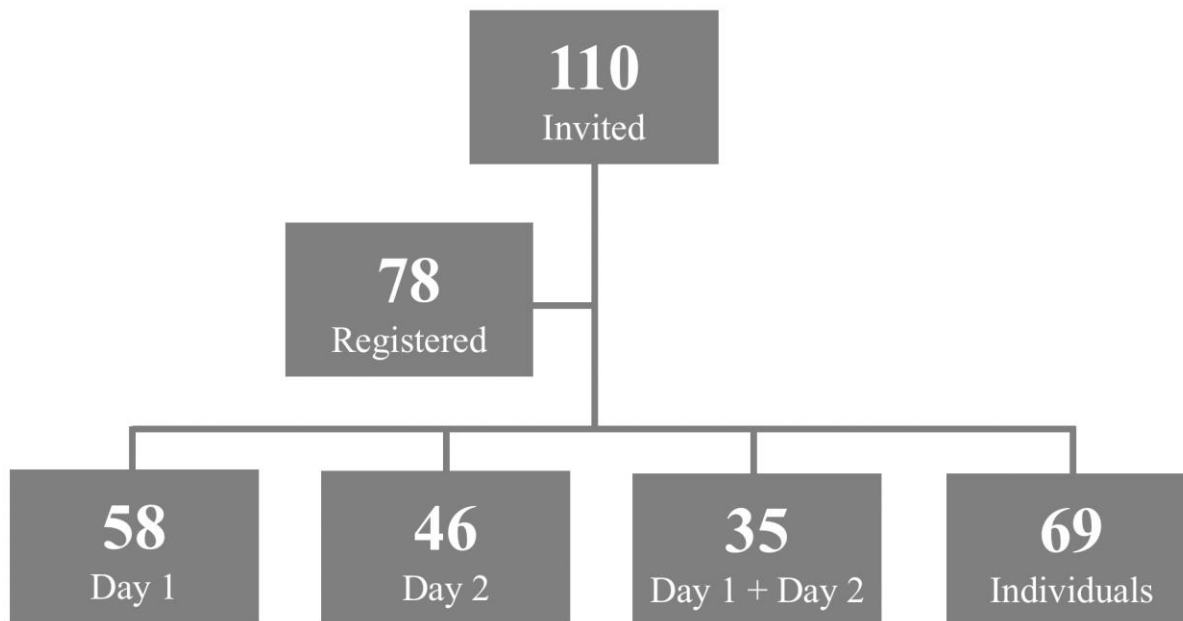 110
Invited
78
Registered
58
Day 1
46
Day 2
35
Day 1 + Day 2
69
Individuals